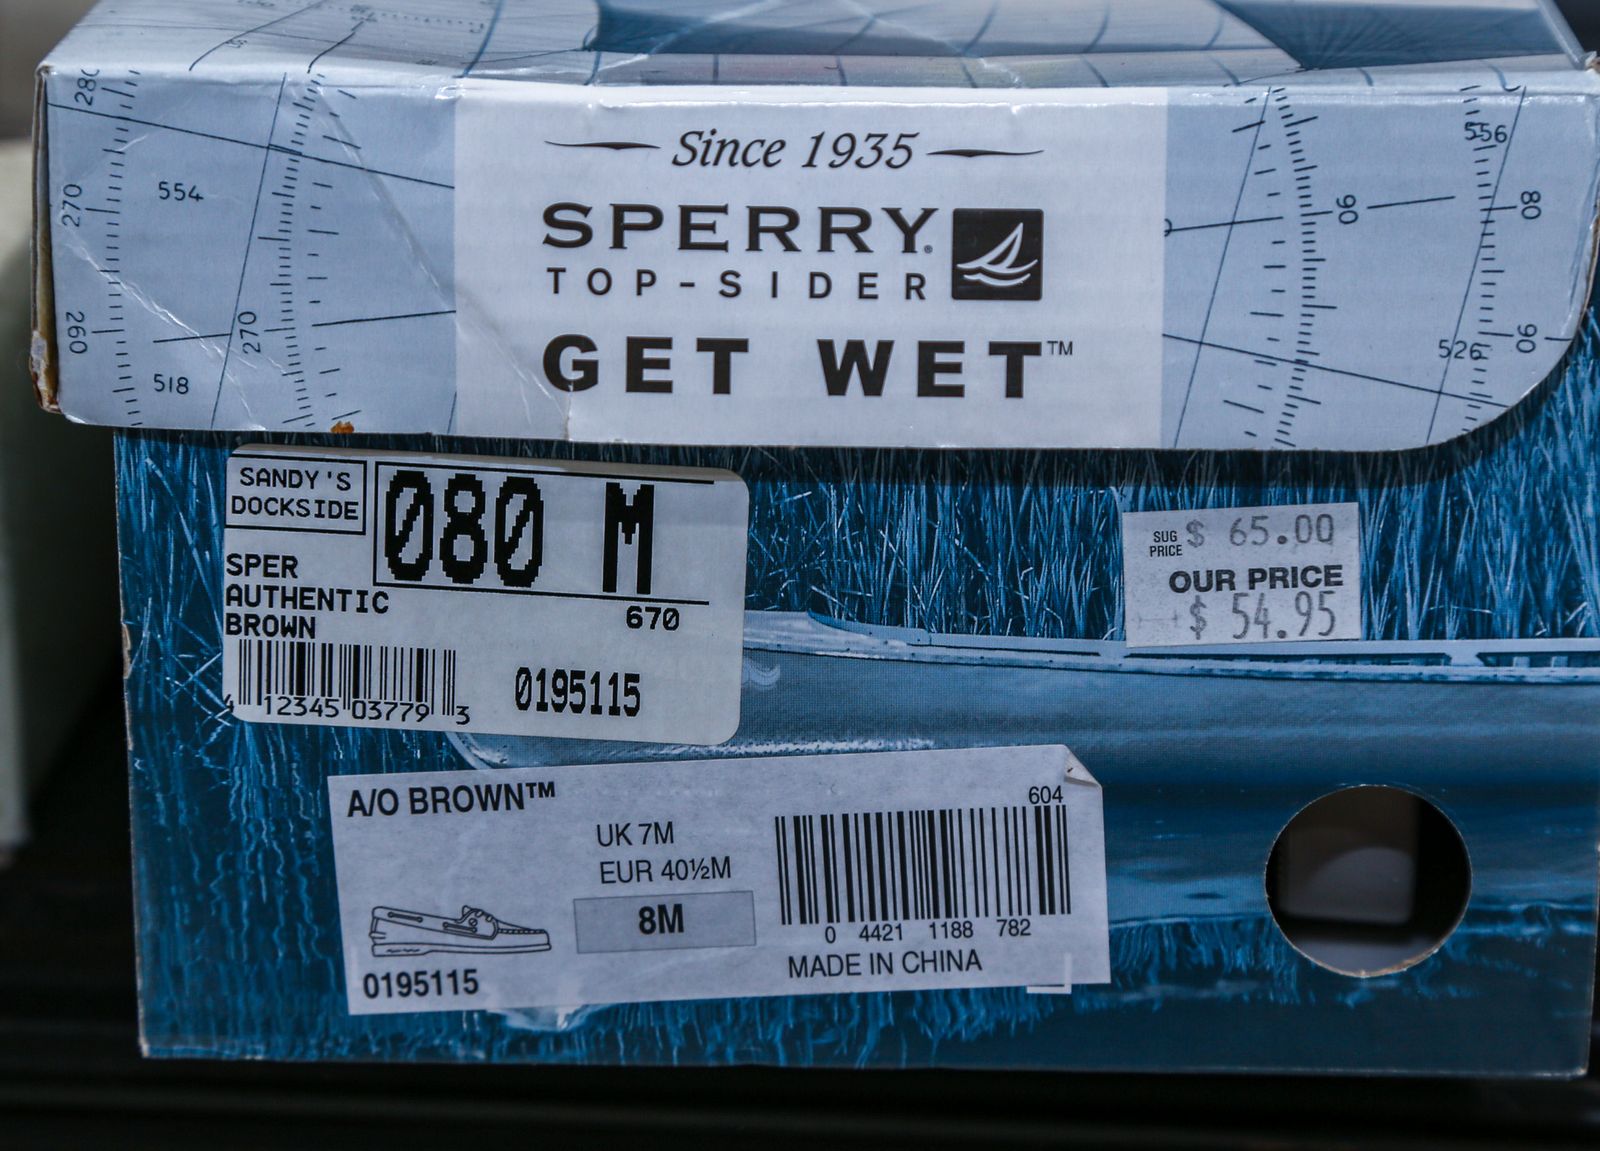 280
270
260
554
518
270
Since 1935
SPERRY®
TOP-SIDER
GET WET™
556
90
80
526
90
SANDY'S
DOCKSIDE
080 M
SPER
AUTHENTIC
BROWN
670
0195115
4 12345 03779 3
SUG PRICE $ 65.00
OUR PRICE
$ 54.95
A/O BROWN™
UK 7M
EUR 40½M
8M
0195115
604
0 4421 1188 782
MADE IN CHINA